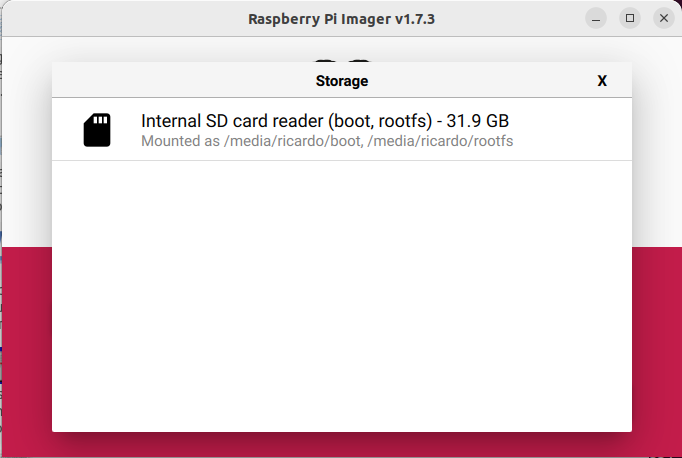 Raspberry Pi Imager v1.7.3
Storage
X
Internal SD card reader (boot, rootfs) - 31.9 GB
Mounted as /media/ricardo/boot, /media/ricardo/rootfs